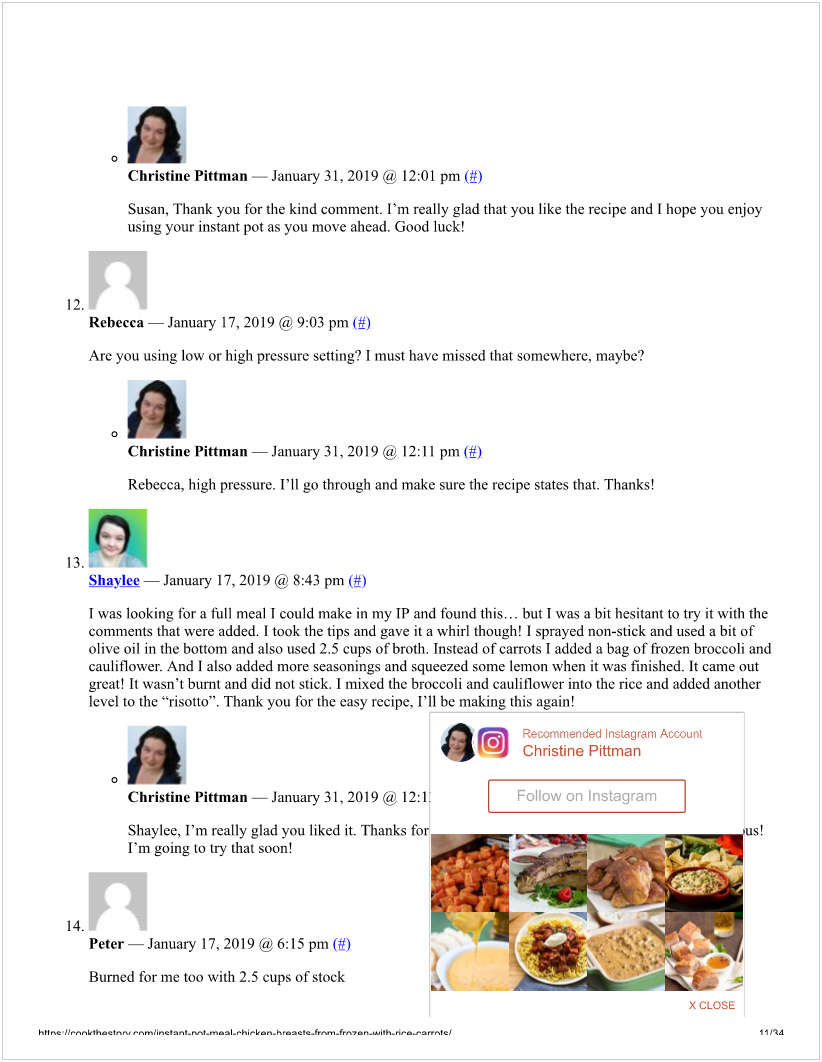 Christine Pittman — January 31, 2019 @ 12:01 pm (#)
Susan, Thank you for the kind comment. I’m really glad that you like the recipe and I hope you enjoy
using your instant pot as you move ahead. Good luck!
12.
Rebecca — January 17, 2019 @ 9:03 pm (#)
Are you using low or high pressure setting? I must have missed that somewhere, maybe?
Christine Pittman — January 31, 2019 @ 12:11 pm (#)
Rebecca, high pressure. I’ll go through and make sure the recipe states that. Thanks!
13.
Shaylee — January 17, 2019 @ 8:43 pm (#)
I was looking for a full meal I could make in my IP and found this… but I was a bit hesitant to try it with the
comments that were added. I took the tips and gave it a whirl though! I sprayed non-stick and used a bit of
olive oil in the bottom and also used 2.5 cups of broth. Instead of carrots I added a bag of frozen broccoli and
cauliflower. And I also added more seasonings and squeezed some lemon when it was finished. It came out
great! It wasn’t burnt and did not stick. I mixed the broccoli and cauliflower into the rice and added another
level to the “risotto”. Thank you for the easy recipe, I’ll be making this again!
Recommended Instagram Account
Christine Pittman
Follow on Instagram
Christine Pittman — January 31, 2019 @
Shaylee, I’m really glad you liked it. Thanks for
I’m going to try that soon!
14.
Peter — January 17, 2019 @ 6:15 pm (#)
Burned for me too with 2.5 cups of stock
X CLOSE
https://cookthestory.com/instant-pot-meal-chicken-breasts-from-frozen-with-rice-carrots/ 11/34